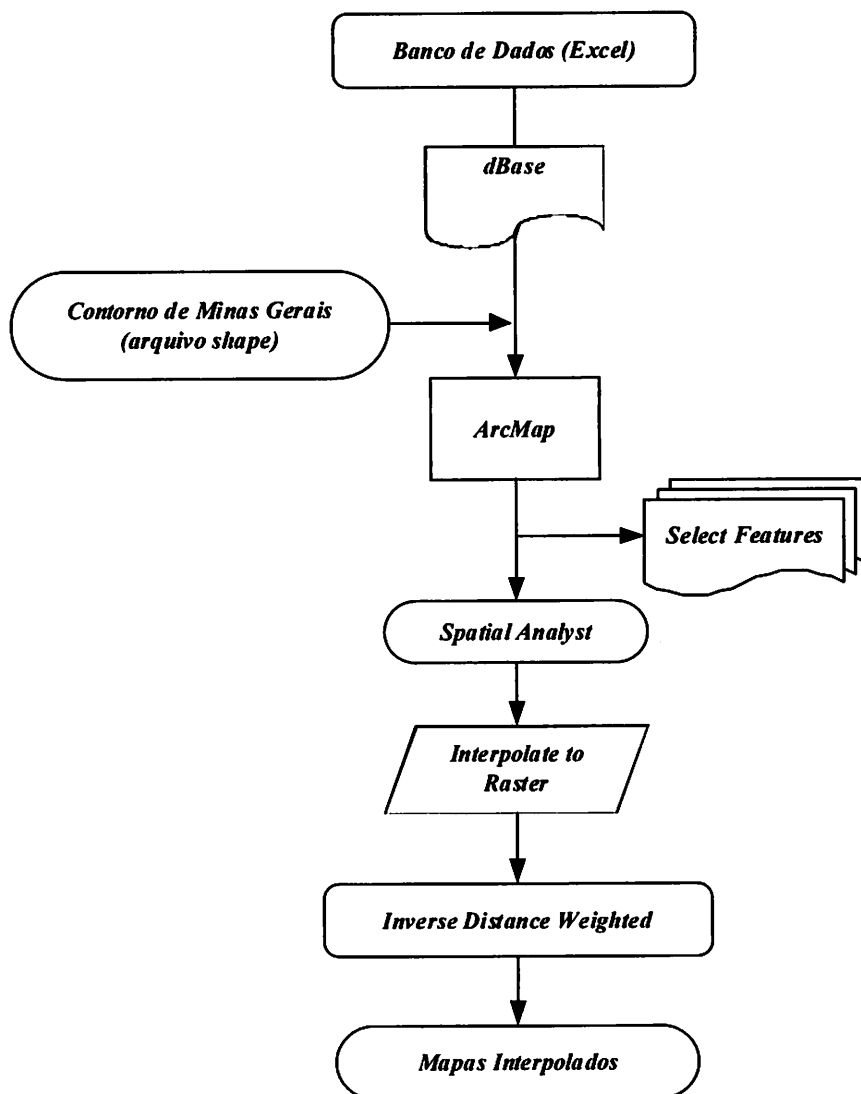 Banco de Dados (Excel)
dBase
Contorno de Minas Gerais
(arquivo shape)
ArcMap
Select Features
Spatial Analyst
Interpolate to
Raster
Inverse Distance Weighted
Mapas Interpolados